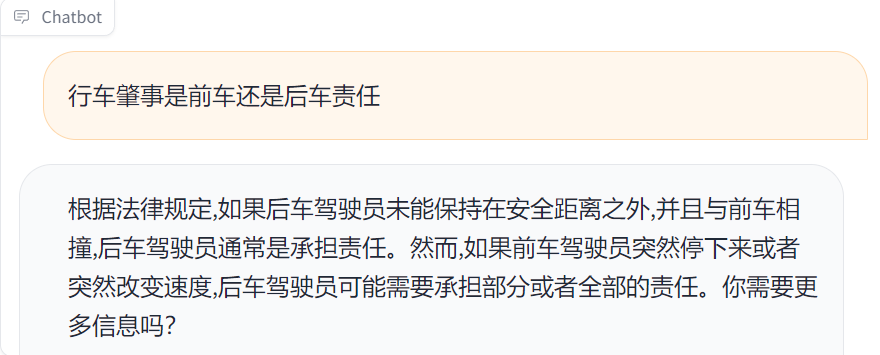 Chatbot
行车肇事是前车还是后车责任
根据法律规定,如果后车驾驶员未能保持在安全距离之外,并且与前车相
撞,后车驾驶员通常是承担责任。然而,如果前车驾驶员突然停下来或者
突然改变速度,后车驾驶员可能需要承担部分或者全部的责任。你需要更
多信息吗?